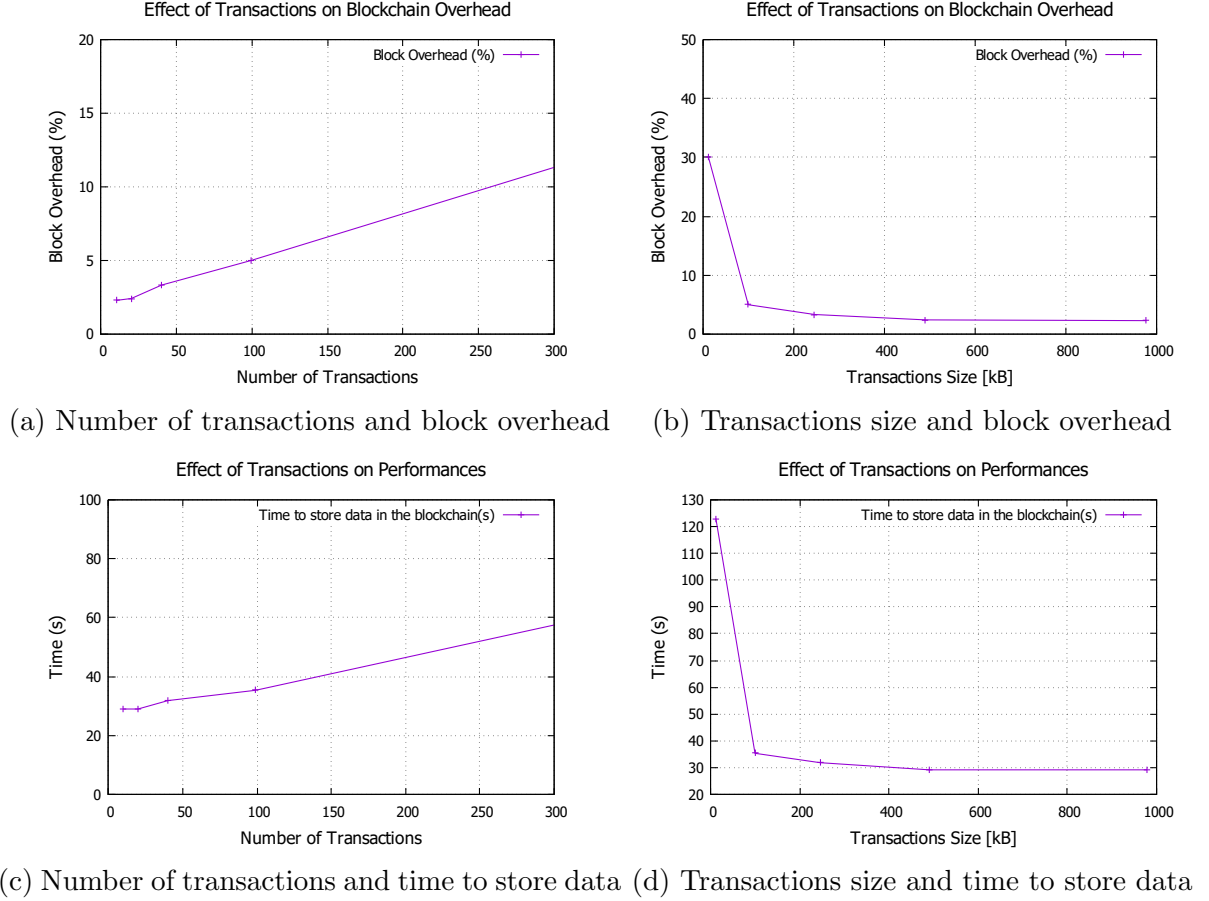 Effect of Transactions on Blockchain Overhead
20
15
10
5
0
Block Overhead (%)
Block Overhead (%)
0 50 100 150 200 250 300
Number of Transactions
(a) Number of transactions and block overhead
Effect of Transactions on Blockchain Overhead
50
40
30
20
10
0
Block Overhead (%)
Block Overhead (%)
0 200 400 600 800 1000
Transactions Size [kB]
(b) Transactions size and block overhead
Effect of Transactions on Performances
100
80
60
40
20
0
Time (s)
Time to store data in the blockchain(s)
0 50 100 150 200 250 300
Number of Transactions
(c) Number of transactions and time to store data
Effect of Transactions on Performances
130
120
110
100
90
80
70
60
50
40
30
20
Time (s)
Time to store data in the blockchain(s)
0 200 400 600 800 1000
Transactions Size [kB]
(d) Transactions size and time to store data